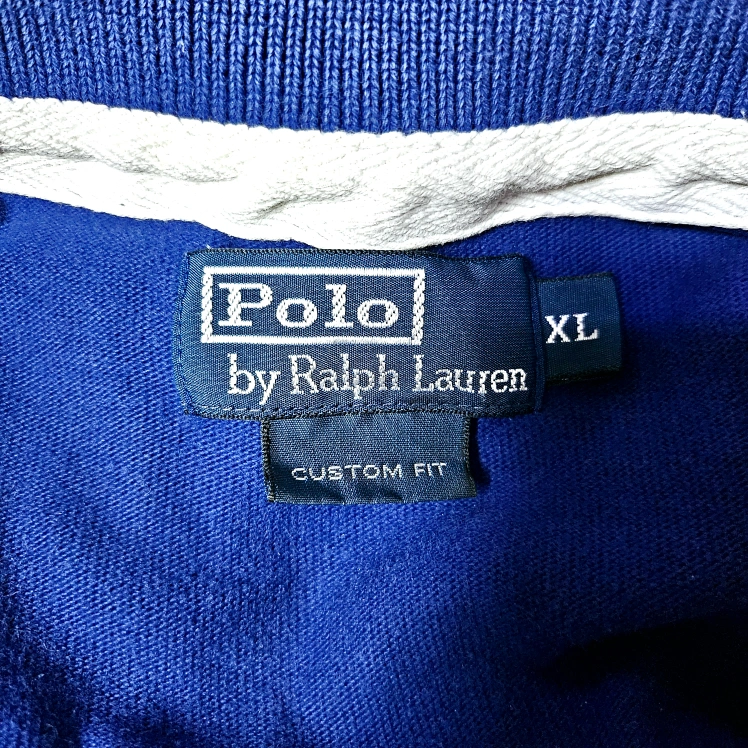 Polo
by Ralph Lauren
XL
CUSTOM FIT